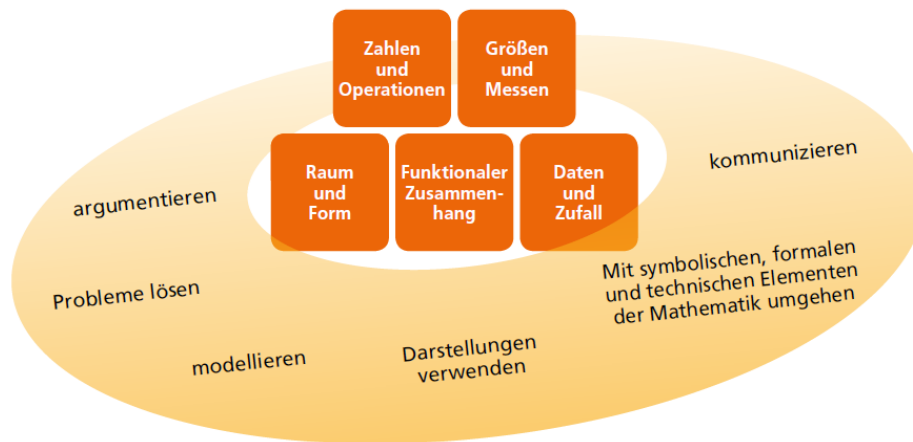 Zahlen
und
Operationen
Größen
und
Messen
Raum
und
Form
Funktionaler
Zusammen-
hang
Daten
und
Zufall
argumentieren
Probleme lösen
modellieren
Darstellungen
verwenden
Mit symbolischen, formalen
und technischen Elementen
der Mathematik umgehen
kommunizieren